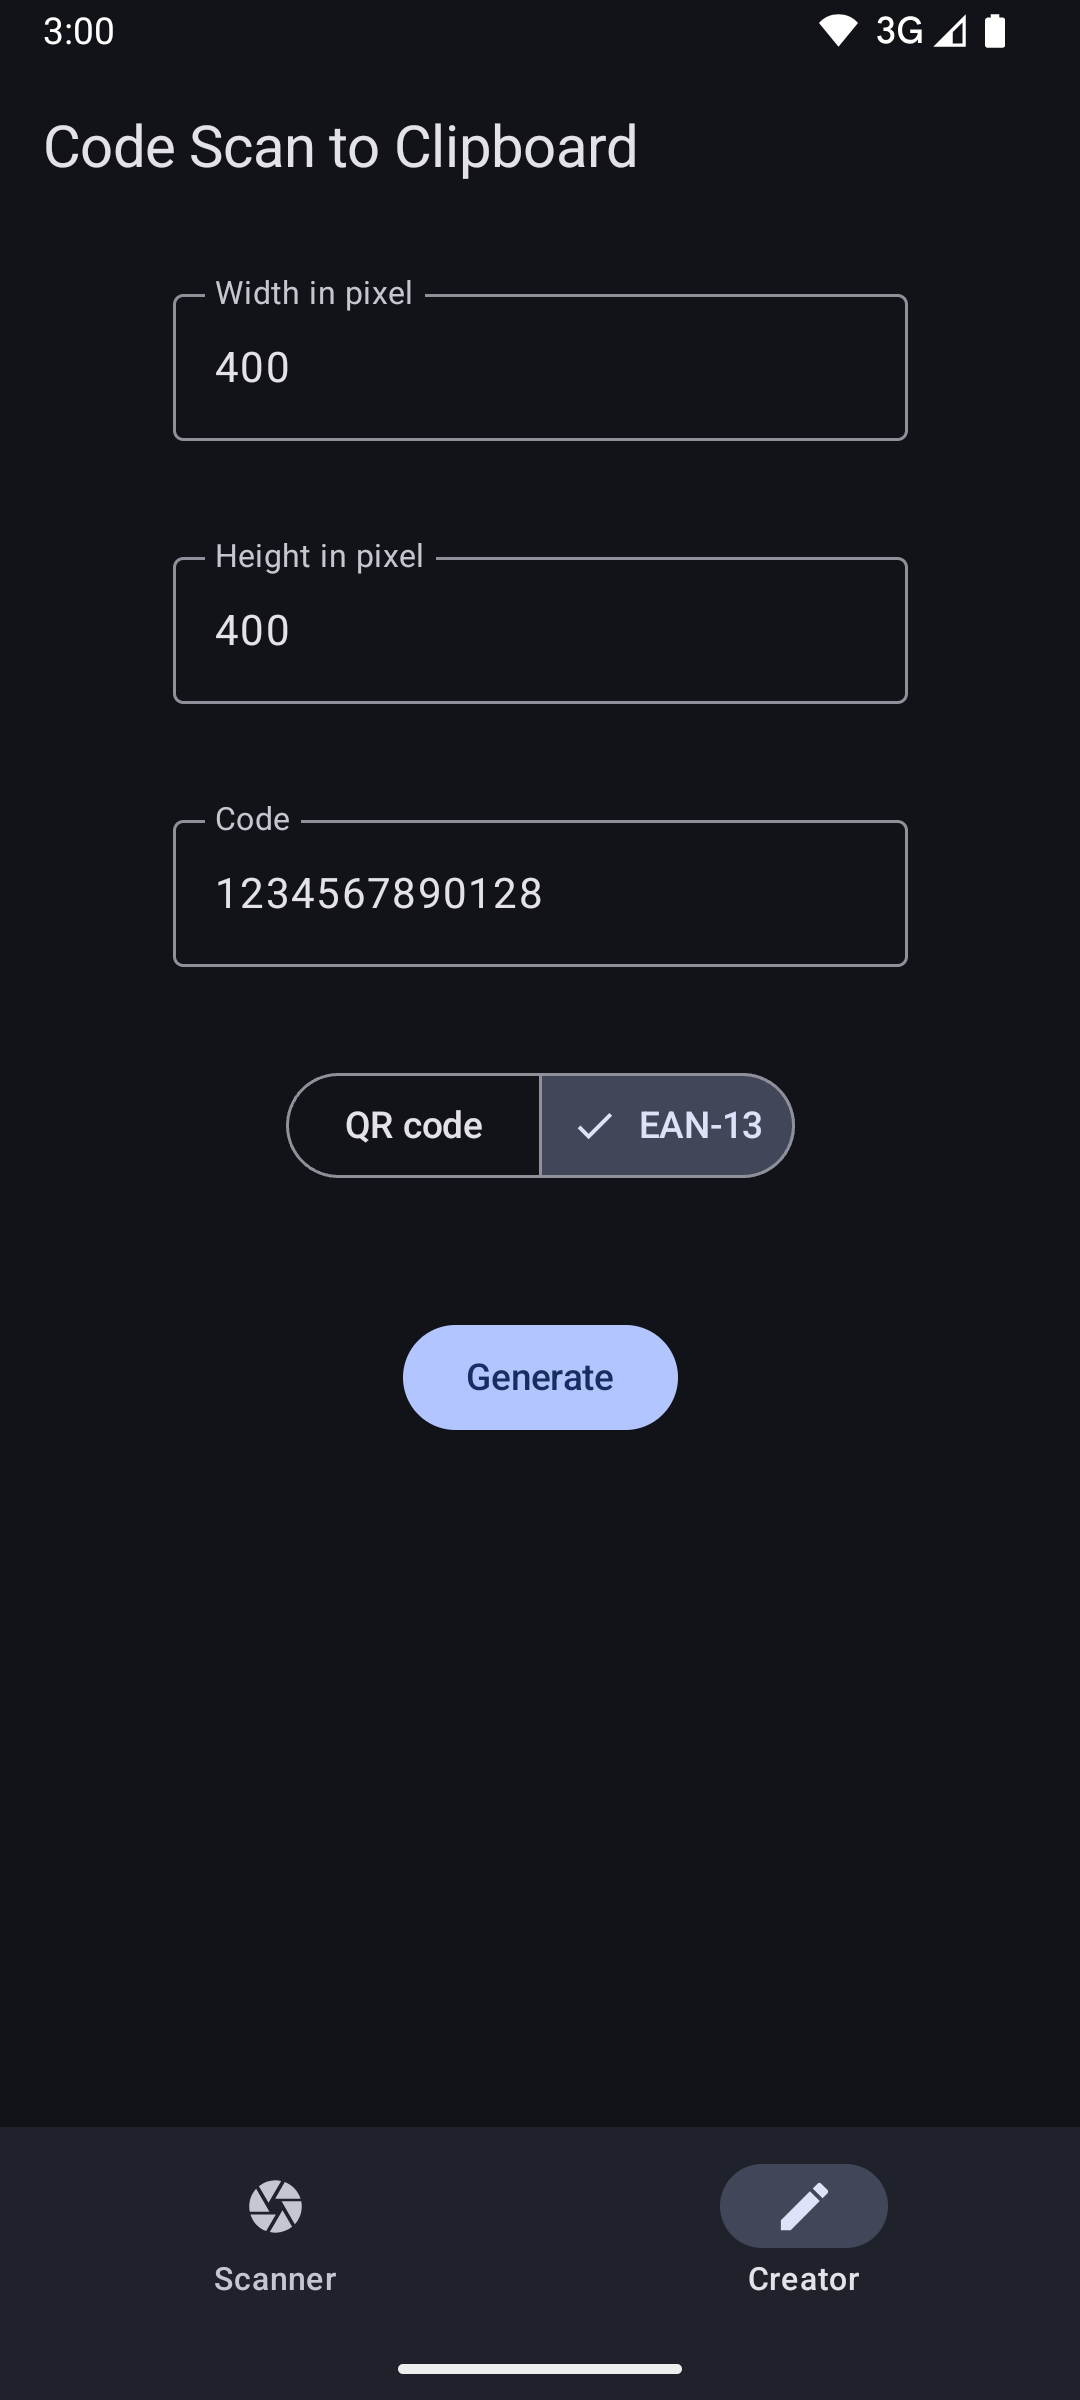 3:00 3G
Code Scan to Clipboard
Width in pixel
400
Height in pixel
400
Code
1234567890128
QR code EAN-13
Generate
Scanner Creator